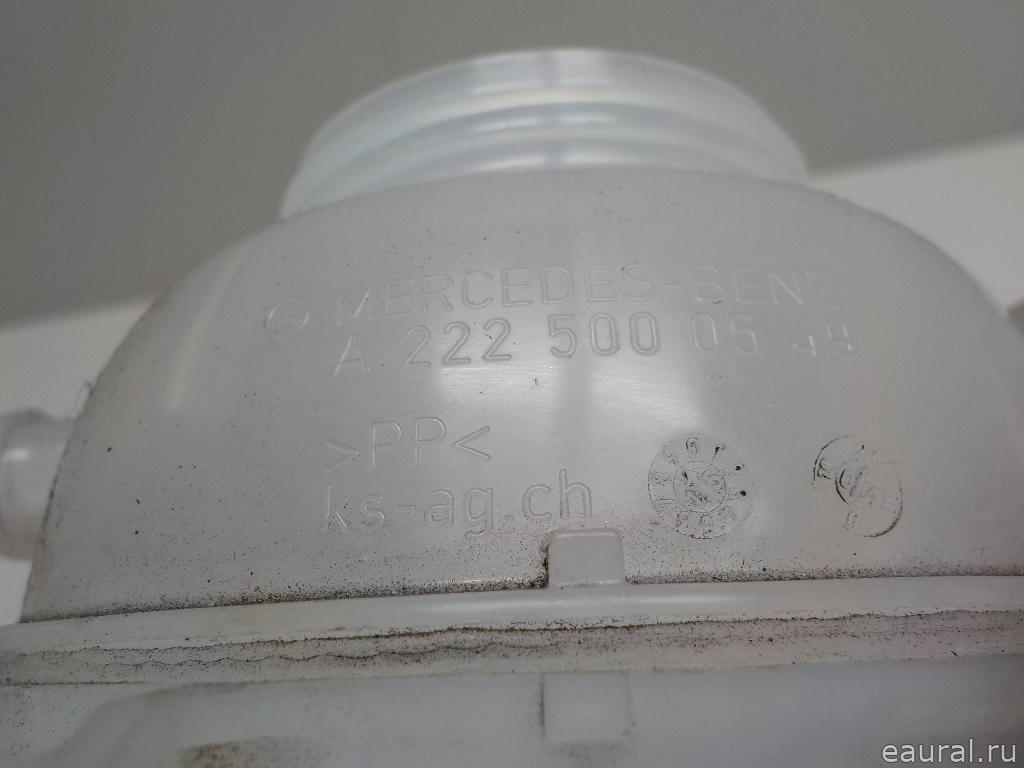 MERCEDES-BENZ
A 222 500 05 49
>PP<
ks-ag.ch
eaural.ru